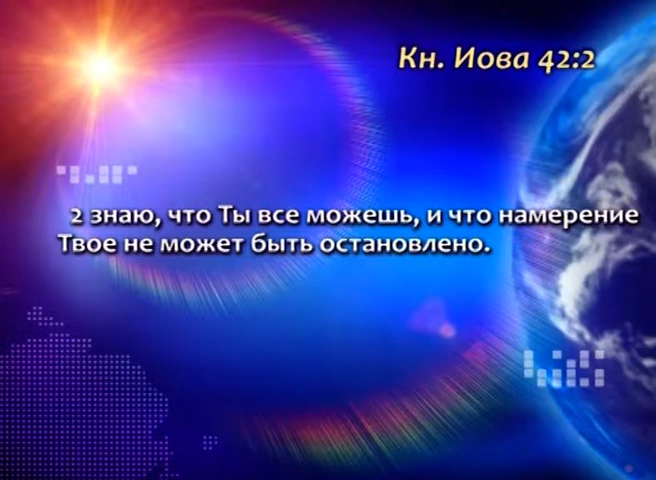 Кн. Иова 42:2
2 знаю, что Ты все можешь, и что намерение
Твое не может быть остановлено.